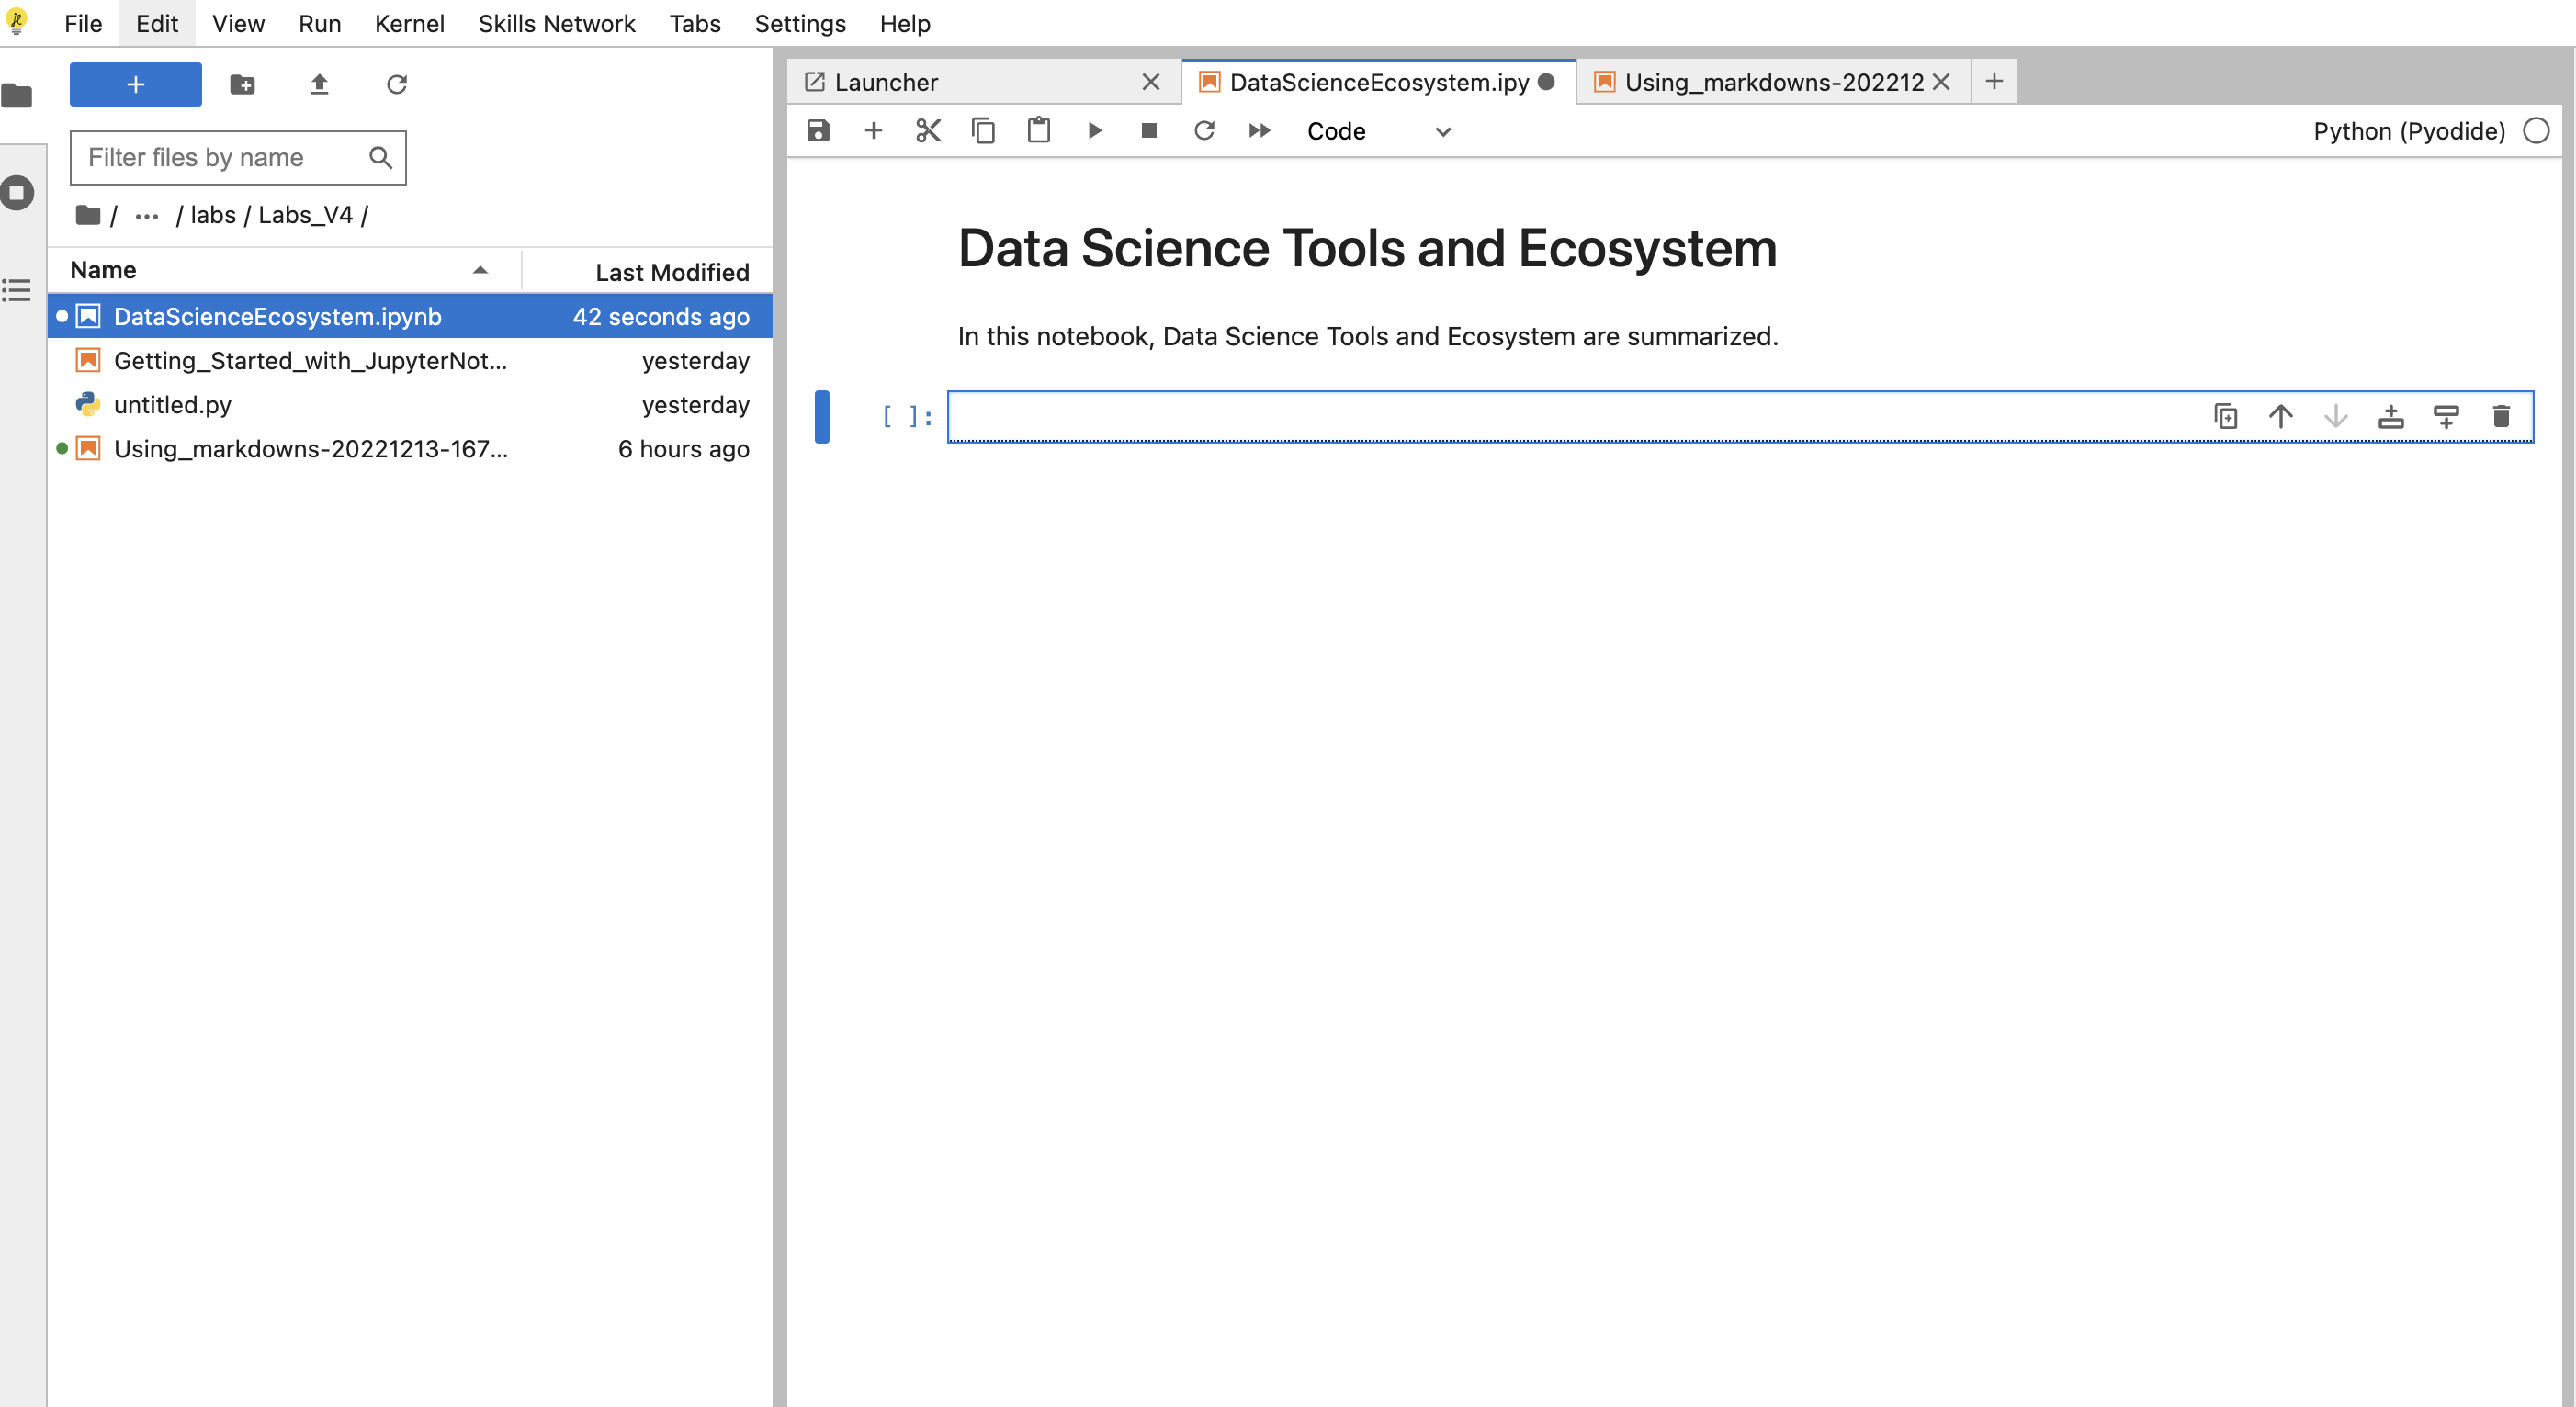 File Edit View Run Kernel Skills Network Tabs Settings Help
+
Filter files by name
/ ... / labs / Labs_V4 /
Name Last Modified
DataScienceEcosystem.ipynb 42 seconds ago
Getting_Started_with_JupyterNot... yesterday
untitled.py yesterday
Using_markdowns-20221213-167... 6 hours ago
Launcher DataScienceEcosystem.ipy Using_markdowns-202212 +
Code Python (Pyodide)
Data Science Tools and Ecosystem
In this notebook, Data Science Tools and Ecosystem are summarized.
[ ]: